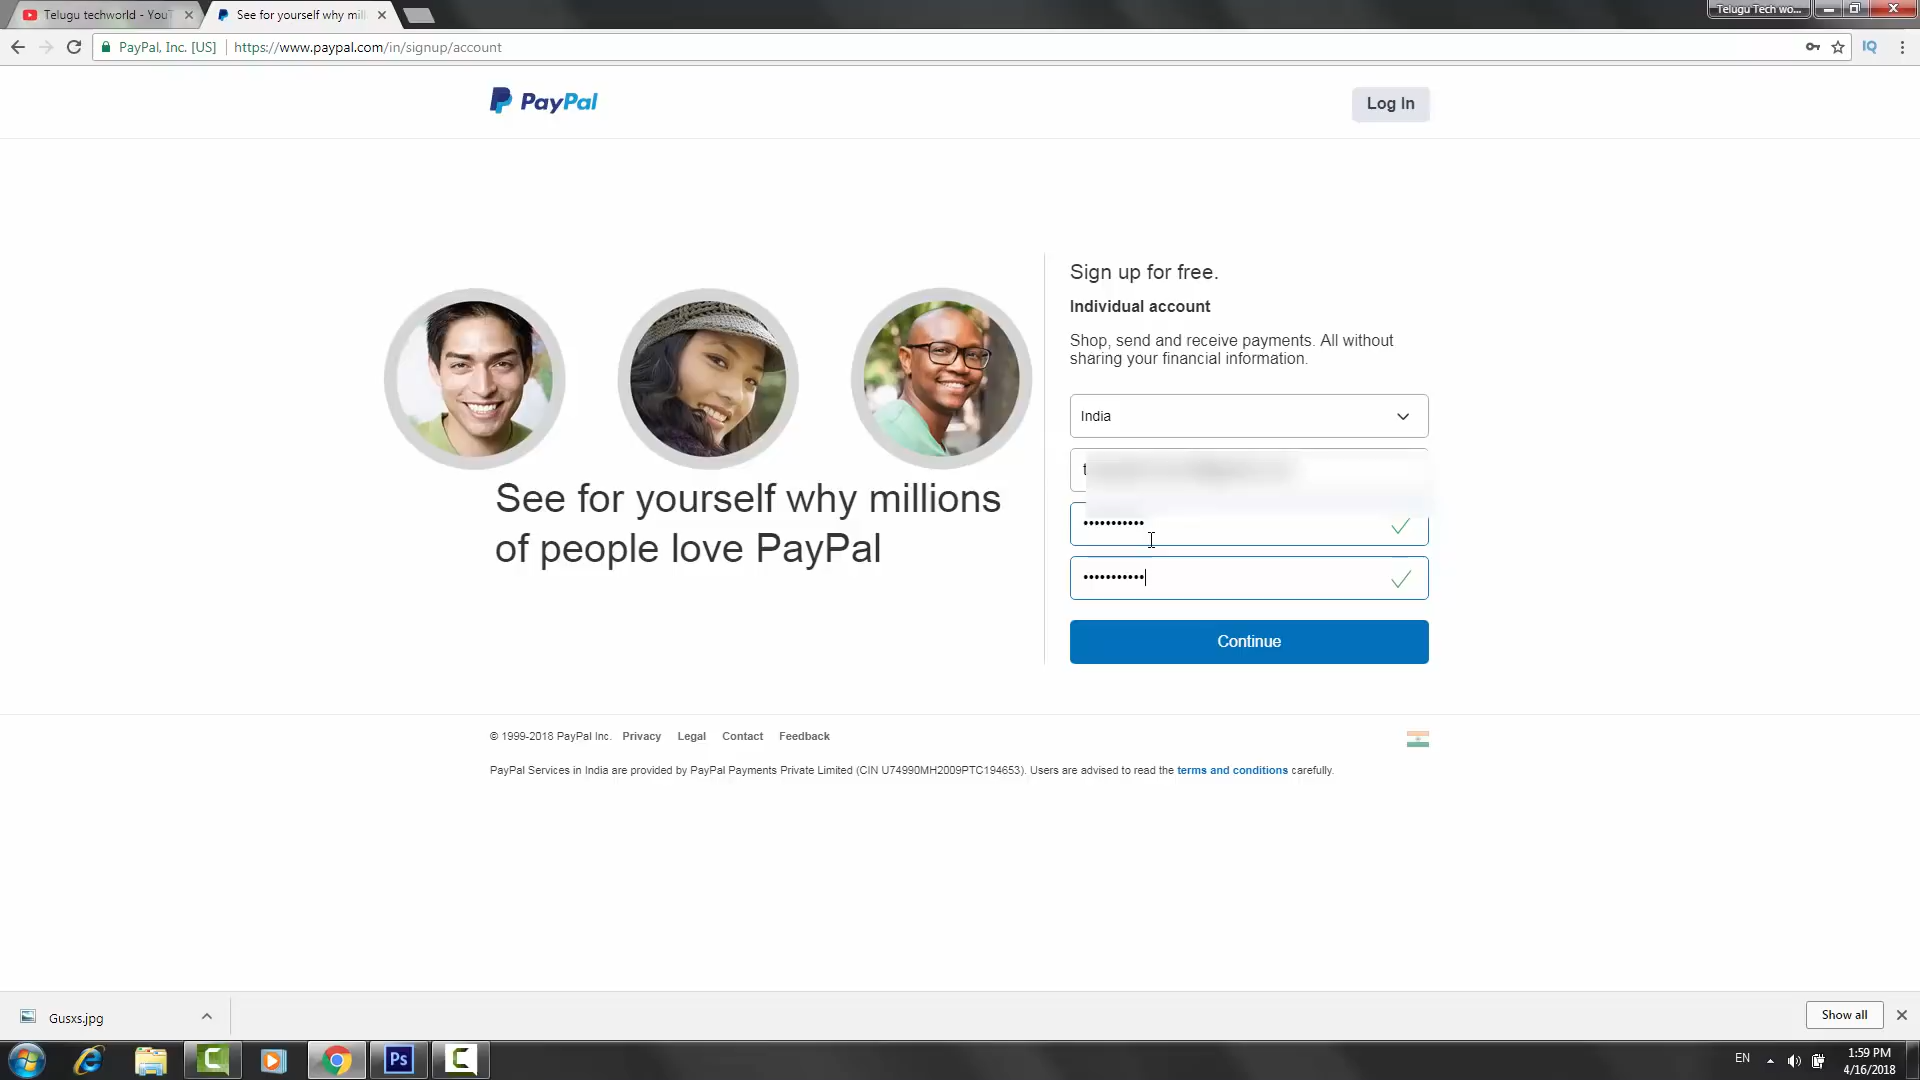 Telugu techworld - YouT
See for yourself why mill
Telugu Tech wo...
PayPal, Inc. [US]
https://www.paypal.com/in/signup/account
IQ
PayPal
Log In
Sign up for free.
Individual account
Shop, send and receive payments. All without
sharing your financial information.
India
t
•••••••••••
•••••••••••
Continue
See for yourself why millions
of people love PayPal
© 1999-2018 PayPal Inc. Privacy Legal Contact Feedback
PayPal Services in India are provided by PayPal Payments Private Limited (CIN U74990MH2009PTC194653). Users are advised to read the terms and conditions carefully.
Gusxs.jpg
Show all
Ps
EN
1:59 PM
4/16/2018